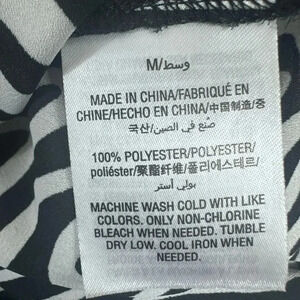 M/وسط
MADE IN CHINA/FABRIQUÉ EN
CHINE/HECHO EN CHINA/中国制造/중
국산/صُنع في الصين
100% POLYESTER/POLYESTER/
poliéster/聚酯纤维/폴리에스테르/
بولي أستر
MACHINE WASH COLD WITH LIKE
COLORS. ONLY NON-CHLORINE
BLEACH WHEN NEEDED. TUMBLE
DRY LOW. COOL IRON WHEN
NEEDED.